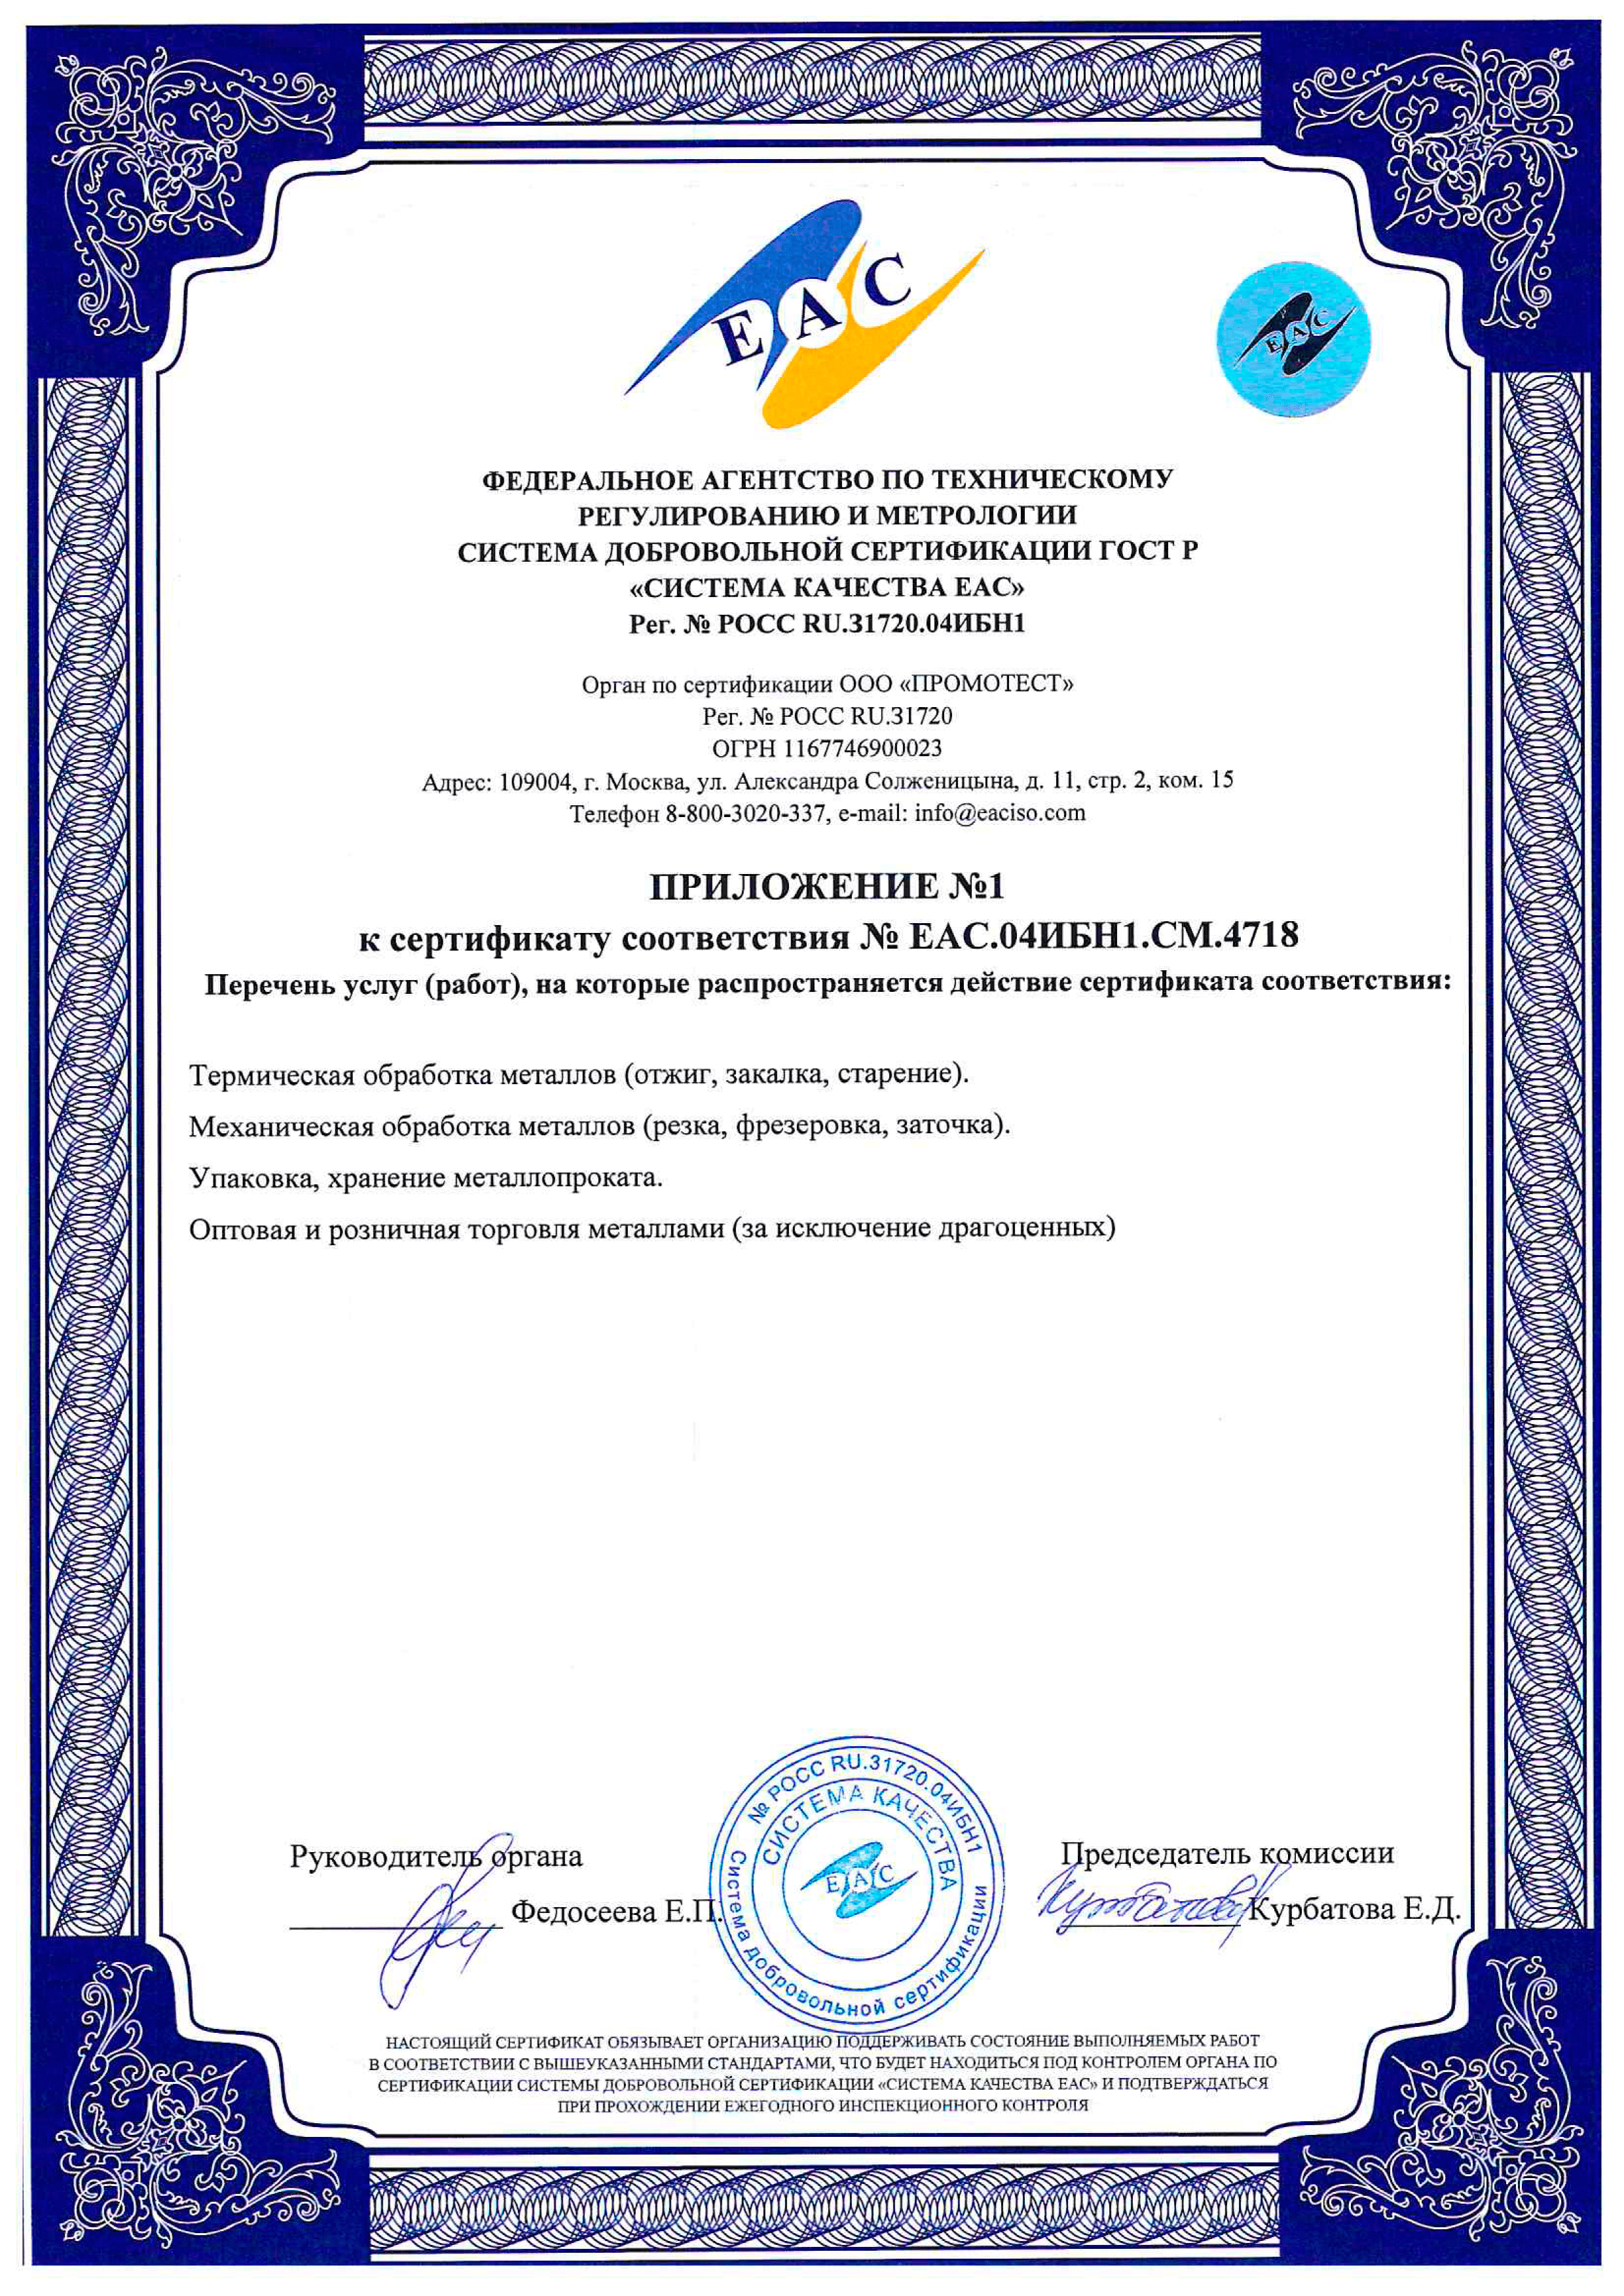 ЕАС
ЕАС
ФЕДЕРАЛЬНОЕ АГЕНТСТВО ПО ТЕХНИЧЕСКОМУ
РЕГУЛИРОВАНИЮ И МЕТРОЛОГИИ
СИСТЕМА ДОБРОВОЛЬНОЙ СЕРТИФИКАЦИИ ГОСТ Р
«СИСТЕМА КАЧЕСТВА ЕАС»
Рег. № РОСС RU.31720.04ИБН1
Орган по сертификации ООО «ПРОМОТЕСТ»
Рег. № РОСС RU.31720
ОГРН 1167746900023
Адрес: 109004, г. Москва, ул. Александра Солженицына, д. 11, стр. 2, ком. 15
Телефон 8-800-3020-337, e-mail: info@eaciso.com
ПРИЛОЖЕНИЕ №1
к сертификату соответствия № ЕАС.04ИБН1.СМ.4718
Перечень услуг (работ), на которые распространяется действие сертификата соответствия:
Термическая обработка металлов (отжиг, закалка, старение).
Механическая обработка металлов (резка, фрезеровка, заточка).
Упаковка, хранение металлопроката.
Оптовая и розничная торговля металлами (за исключение драгоценных)
Руководитель органа
Федосеева Е.П.
№ РОСС RU.31720.04ИБН1
СИСТЕМА КАЧЕСТВА
ЕАС
Система добровольной сертификации
Председатель комиссии
Курбатова Е.Д.
НАСТОЯЩИЙ СЕРТИФИКАТ ОБЯЗЫВАЕТ ОРГАНИЗАЦИЮ ПОДДЕРЖИВАТЬ СОСТОЯНИЕ ВЫПОЛНЯЕМЫХ РАБОТ
В СООТВЕТСТВИИ С ВЫШЕУКАЗАННЫМИ СТАНДАРТАМИ, ЧТО БУДЕТ НАХОДИТЬСЯ ПОД КОНТРОЛЕМ ОРГАНА ПО
СЕРТИФИКАЦИИ СИСТЕМЫ ДОБРОВОЛЬНОЙ СЕРТИФИКАЦИИ «СИСТЕМА КАЧЕСТВА ЕАС» И ПОДТВЕРЖДАТЬСЯ
ПРИ ПРОХОЖДЕНИИ ЕЖЕГОДНОГО ИНСПЕКЦИОННОГО КОНТРОЛЯ